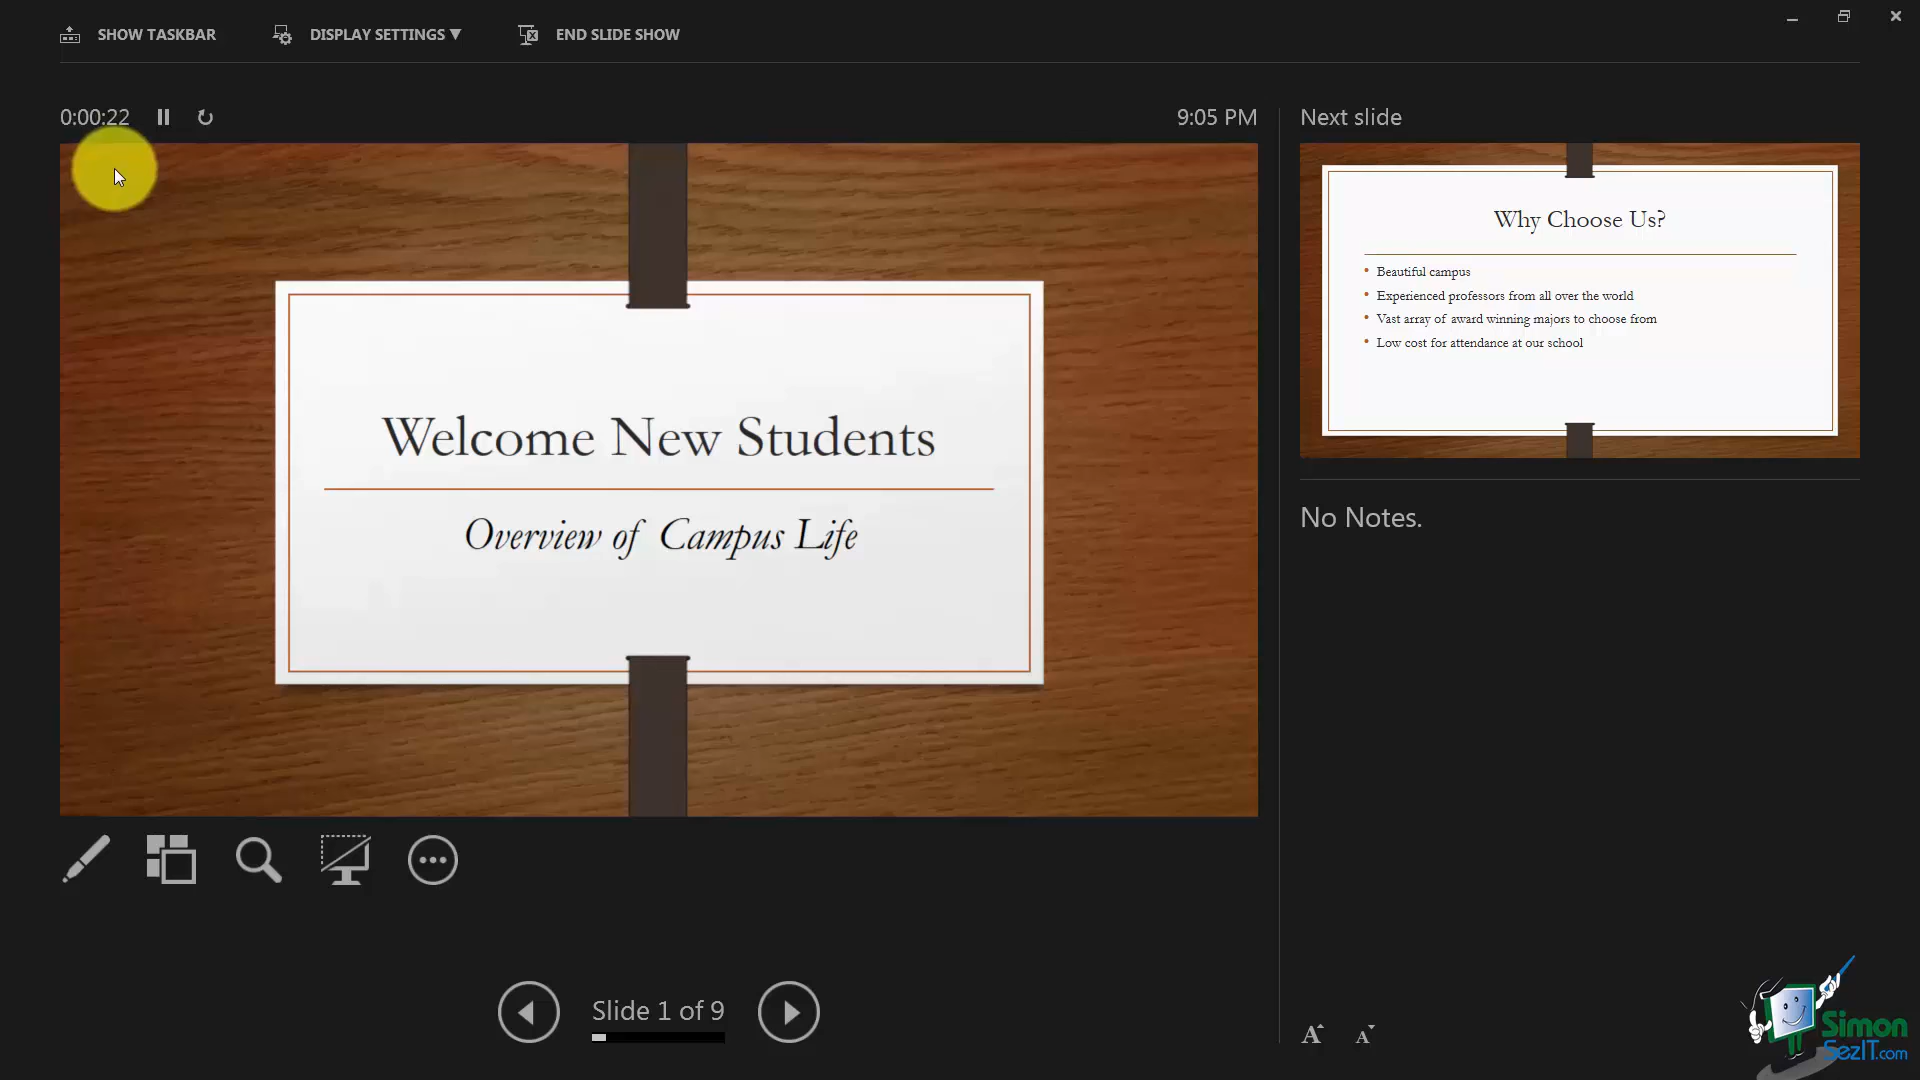 SHOW TASKBAR
DISPLAY SETTINGS ▼
END SLIDE SHOW
0:00:22
9:05 PM
Welcome New Students
Overview of Campus Life
Slide 1 of 9
Next slide
Why Choose Us?
• Beautiful campus
• Experienced professors from all over the world
• Vast array of award winning majors to choose from
• Low cost for attendance at our school
No Notes.
A A
Simon
SezIT.com